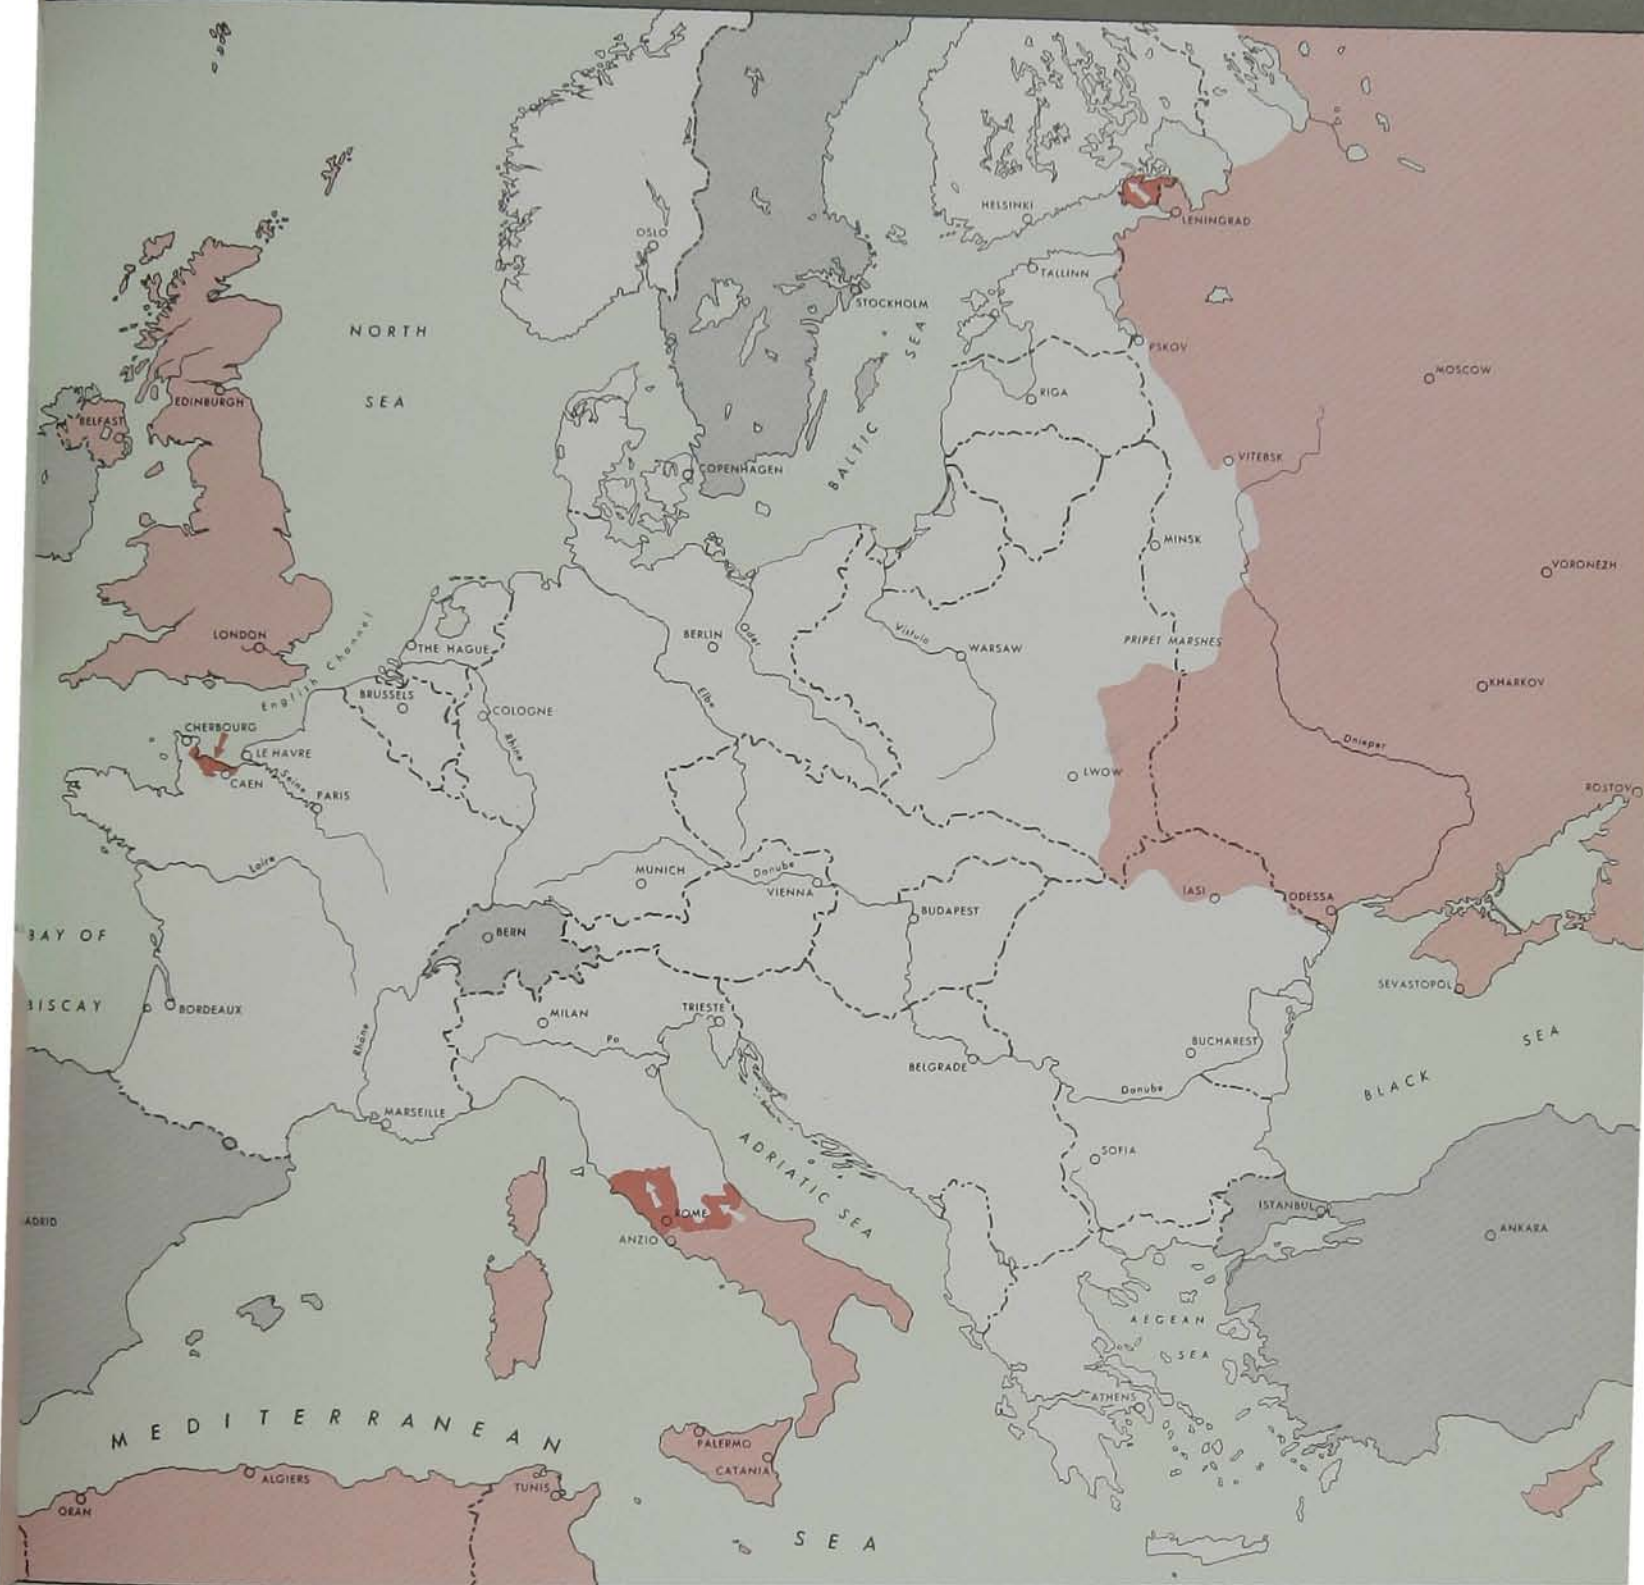 HELSINKI
LENINGRAD
OSLO
TALLINN
STOCKHOLM
NORTH
SEA
BALTIC SEA
PSKOV
MOSCOW
RIGA
EDINBURGH
BELFAST
VITEBSK
COPENHAGEN
MINSK
VORONEZH
English Channel
LONDON
THE HAGUE
BERLIN
Oder
Vistula
WARSAW
PRIPET MARSHES
BRUSSELS
COLOGNE
Elbe
KHARKOV
CHERBOURG
LE HAVRE
Rhine
Dnieper
CAEN
Seine
PARIS
LWOW
ROSTOV
Loire
MUNICH
Danube
VIENNA
IASI
ODESSA
BUDAPEST
BAY OF
BISCAY
BERN
SEVASTOPOL
BORDEAUX
MILAN
TRIESTE
Rhône
Po
BELGRADE
BUCHAREST
Danube
BLACK SEA
MARSEILLE
ADRIATIC SEA
SOFIA
ADRID
ROME
ANZIO
ISTANBUL
ANKARA
AEGEAN
SEA
ATHENS
MEDITERRANEAN
SEA
PALERMO
CATANIA
ALGIERS
TUNIS
ORAN